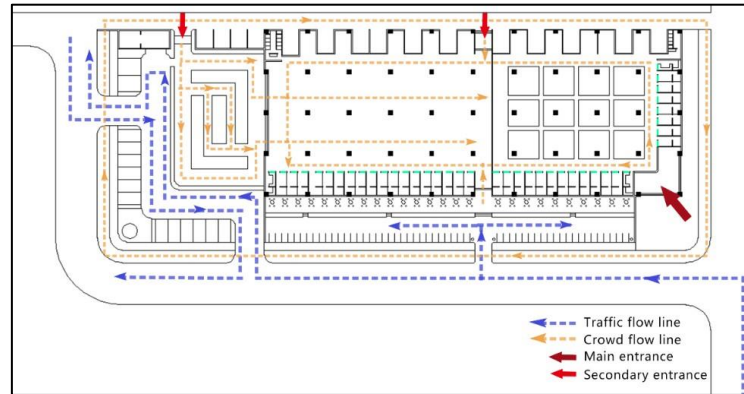 Traffic flow line
Crowd flow line
Main entrance
Secondary entrance